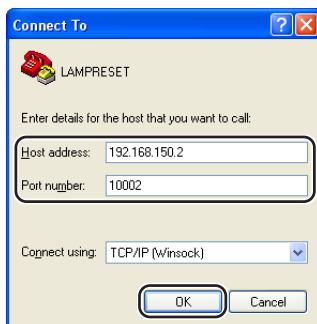 Connect To
LAMPRESET
Enter details for the host that you want to call:
Host address: 192.168.150.2
Port number: 10002
Connect using: TCP/IP (Winsock)
OK Cancel